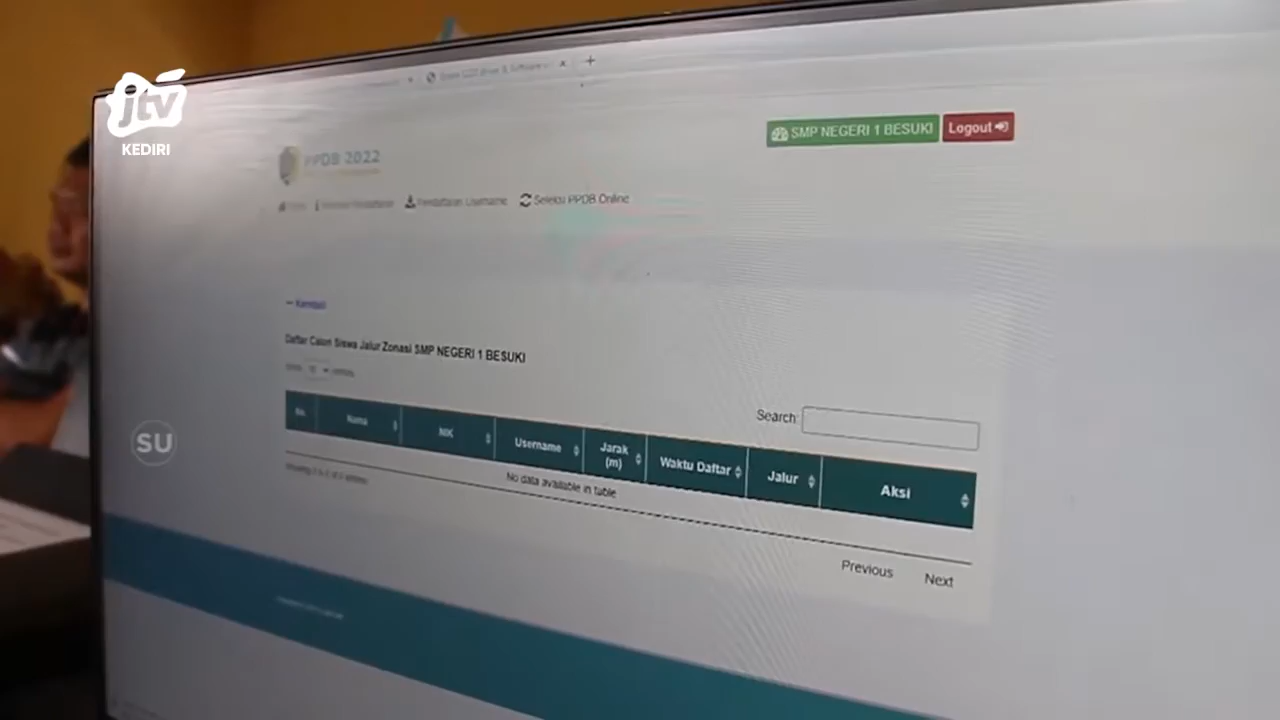 jtv
KEDIRI
SMP NEGERI 1 BESUKI
Logout
PPDB 2022
Pendaftaran Username
Seleksi PPDB Online
Kembali
Daftar Calon Siswa Jalur Zonasi SMP NEGERI 1 BESUKI
Search:
No Nama NIK Username Jarak (m) Waktu Daftar Jalur Aksi
No data available in table
Previous Next
SU